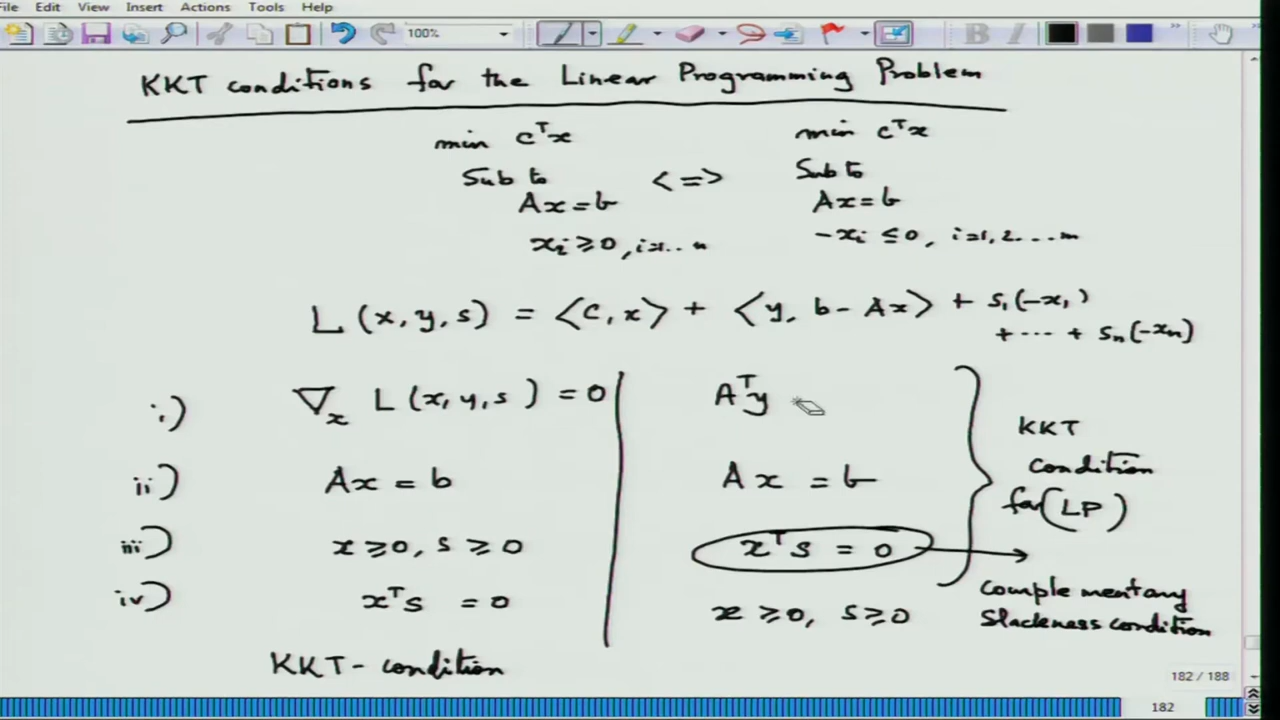 File Edit View Insert Actions Tools Help
100%
KKT conditions for the Linear Programming Problem
min cᵀx
Sub to
Ax = b
xᵢ ≥ 0, i=1... n
<=>
min cᵀx
Sub to
Ax = b
-xᵢ ≤ 0, i=1, 2....n
L (x, y, s) = <c, x> + <y, b - Ax> + s₁(-x₁)
+ ... + sₙ(-xₙ)
i) ∇ₓ L (x, y, s) = 0
ii) Ax = b
iii) x ≥ 0, s ≥ 0
iv) xᵀs = 0
KKT - condition
Aᵀy
Ax = b
xᵀs = 0
x ≥ 0, s ≥ 0
KKT
condition
for (LP)
Complementary
Slackness condition
182 / 188
182